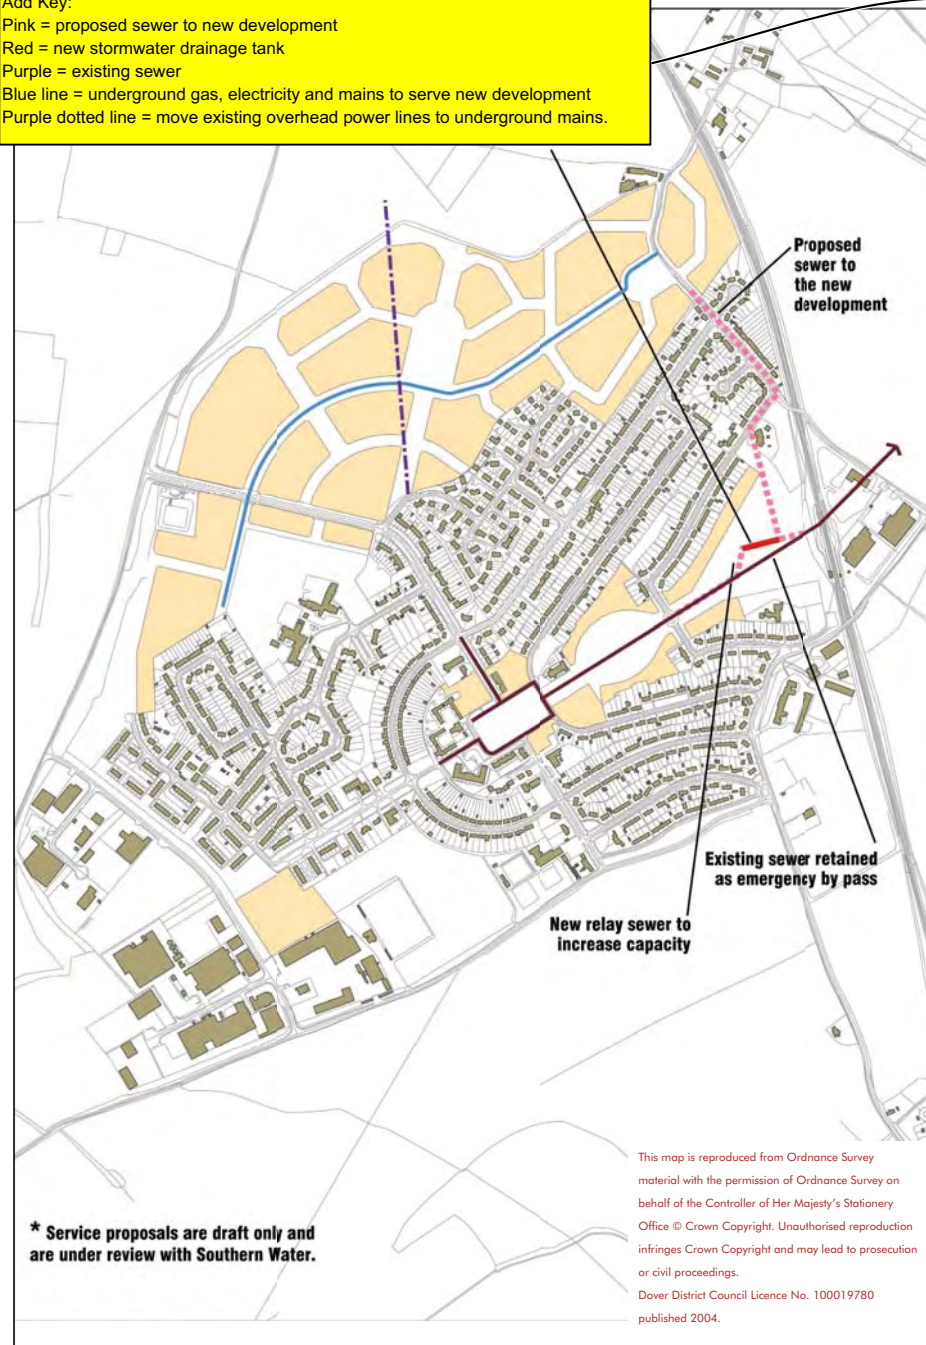 Add Key:
Pink = proposed sewer to new development
Red = new stormwater drainage tank
Purple = existing sewer
Blue line = underground gas, electricity and mains to serve new development
Purple dotted line = move existing overhead power lines to underground mains.
Proposed
sewer to
the new
development
Existing sewer retained
as emergency by pass
New relay sewer to
increase capacity
* Service proposals are draft only and
are under review with Southern Water.
This map is reproduced from Ordnance Survey
material with the permission of Ordnance Survey on
behalf of the Controller of Her Majesty's Stationery
Office © Crown Copyright. Unauthorised reproduction
infringes Crown Copyright and may lead to prosecution
or civil proceedings.
Dover District Council Licence No. 100019780
published 2004.